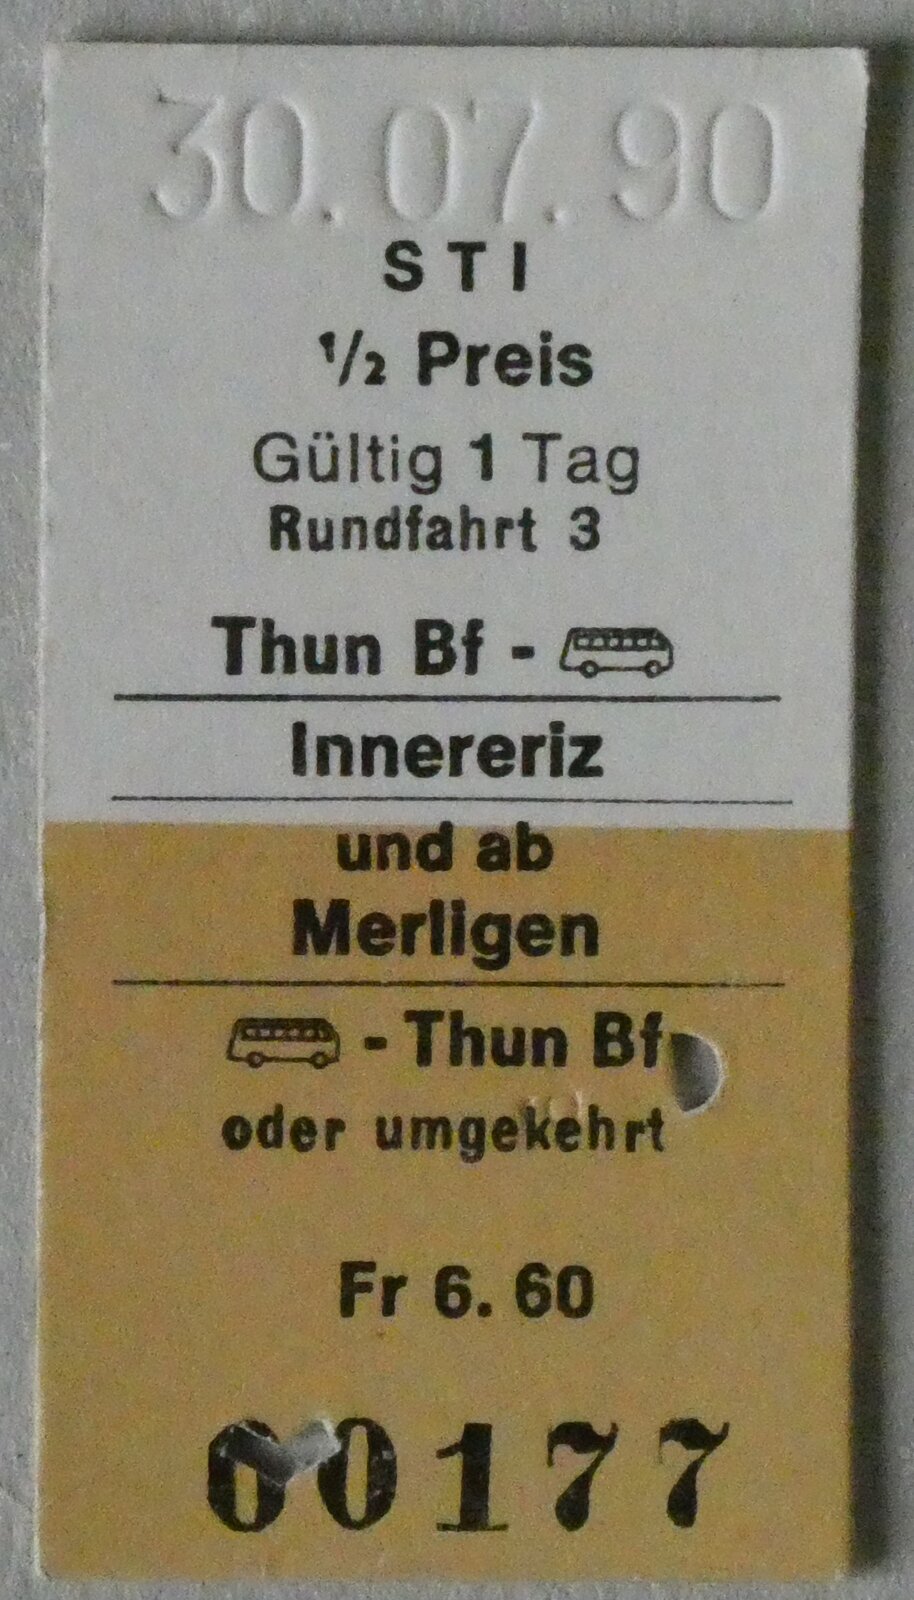 30.07.90
STI
1/2 Preis
Gültig 1 Tag
Rundfahrt 3
Thun Bf -
Innereriz
und ab
Merligen
- Thun Bf
oder umgekehrt
Fr 6.60
00177